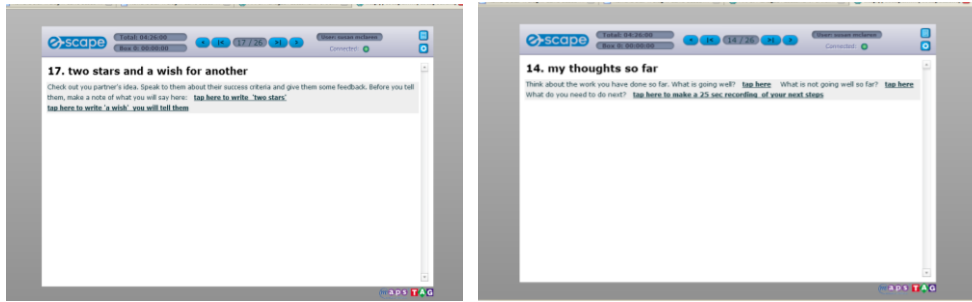 e-scape
Total: 04:26:00
Box 0: 00:00:00
17 / 26
User: susan mclaren
Connected:
17. two stars and a wish for another
Check out you partner's idea. Speak to them about their success criteria and give them some feedback. Before you tell
them, make a note of what you will say here: tap here to write 'two stars'
tap here to write 'a wish' you will tell them
TAG
e-scape
Total: 04:26:00
Box 0: 00:00:00
14 / 26
User: susan mclaren
Connected:
14. my thoughts so far
Think about the work you have done so far. What is going well? tap here What is not going well so far? tap here
What do you need to do next? tap here to make a 25 sec recording of your next steps
TAG